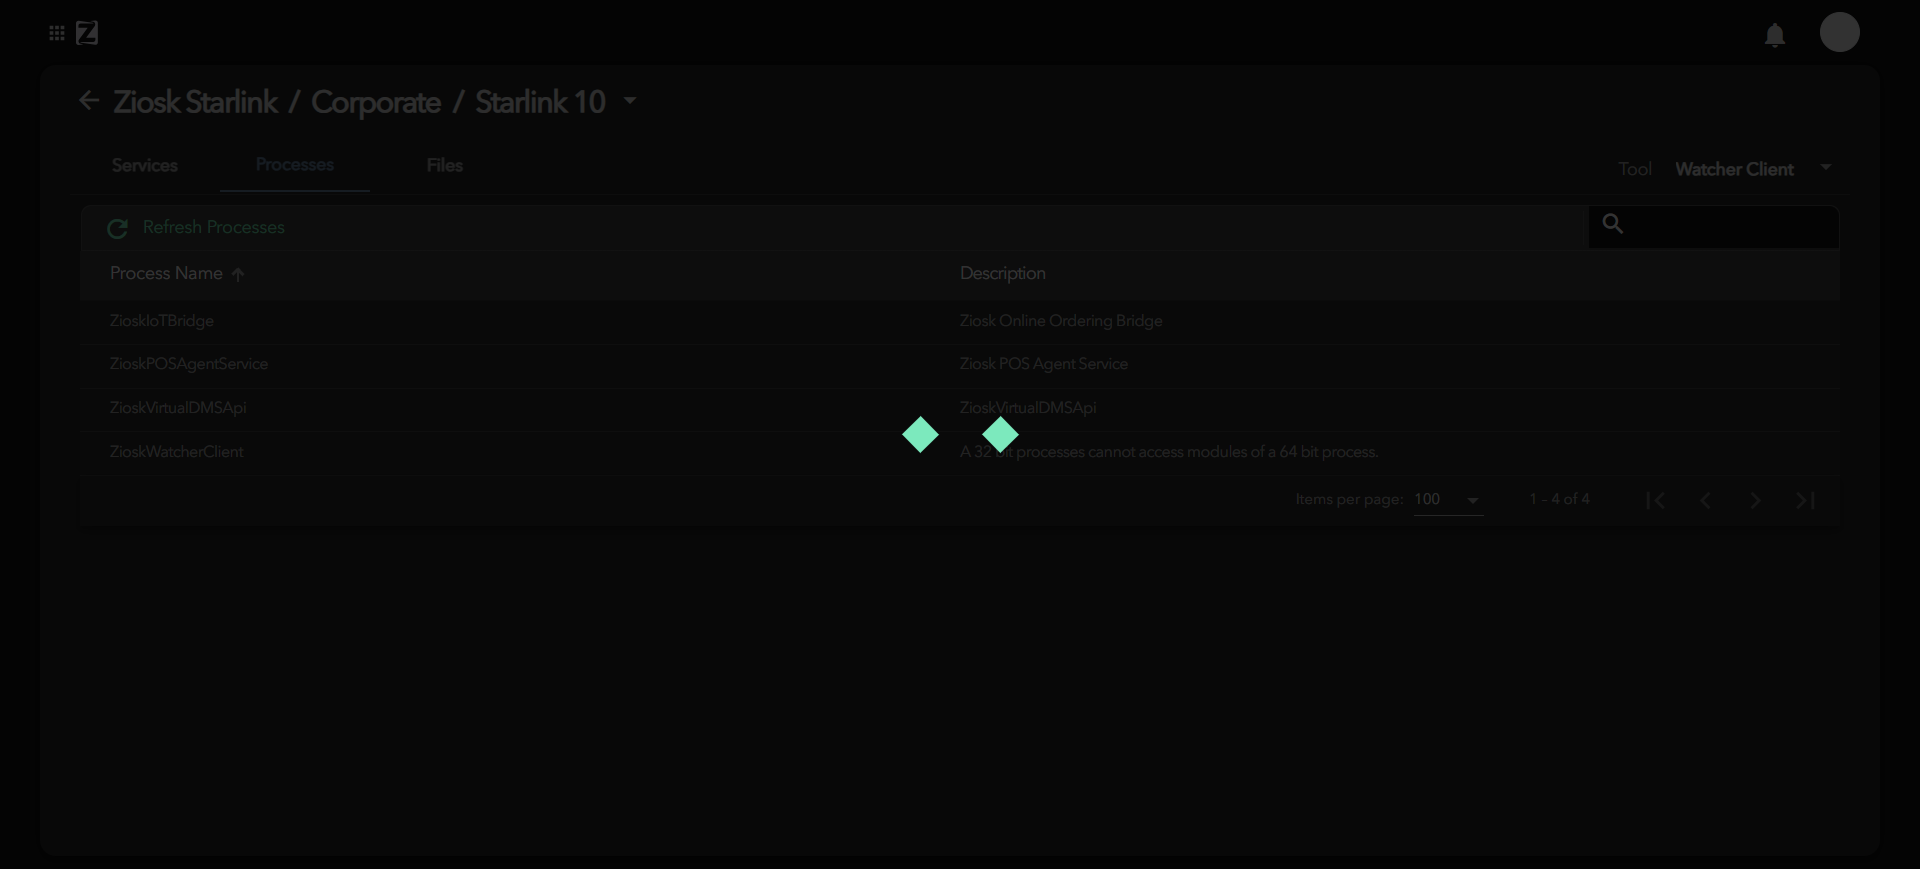 Z
Ziosk Starlink / Corporate / Starlink 10
Services Processes Files
Tool Watcher Client
Refresh Processes
Process Name Description
ZioskIoTBridge Ziosk Online Ordering Bridge
ZioskPOSAgentService Ziosk POS Agent Service
ZioskVirtualDMSApi ZioskVirtualDMSApi
ZioskWatcherClient A 32 bit processes cannot access modules of a 64 bit process.
Items per page: 100 1 - 4 of 4